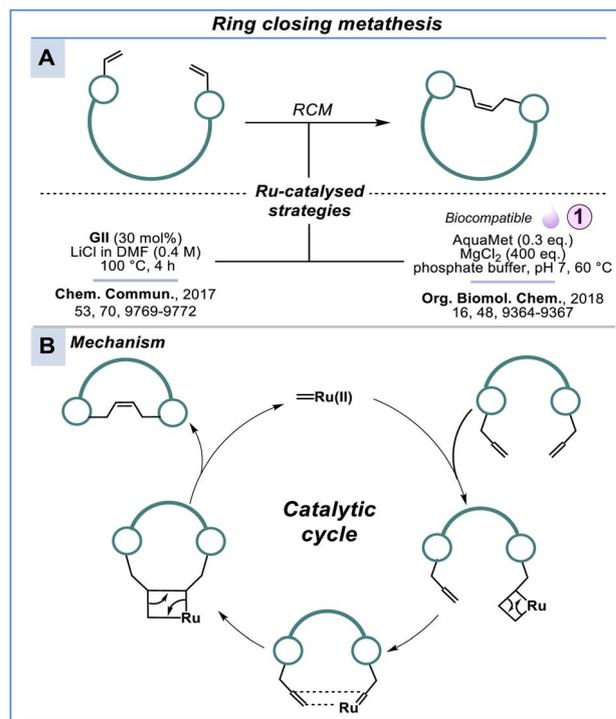 Ring closing metathesis
A
RCM
Ru-catalysed
strategies
GII (30 mol%)
LiCl in DMF (0.4 M)
100 °C, 4 h
Chem. Commun., 2017
53, 70, 9769-9772
Biocompatible 1
AquaMet (0.3 eq.)
MgCl₂ (400 eq.)
phosphate buffer, pH 7, 60 °C
Org. Biomol. Chem., 2018
16, 48, 9364-9367
B Mechanism
=Ru(II)
Catalytic
cycle
Ru
Ru
Ru